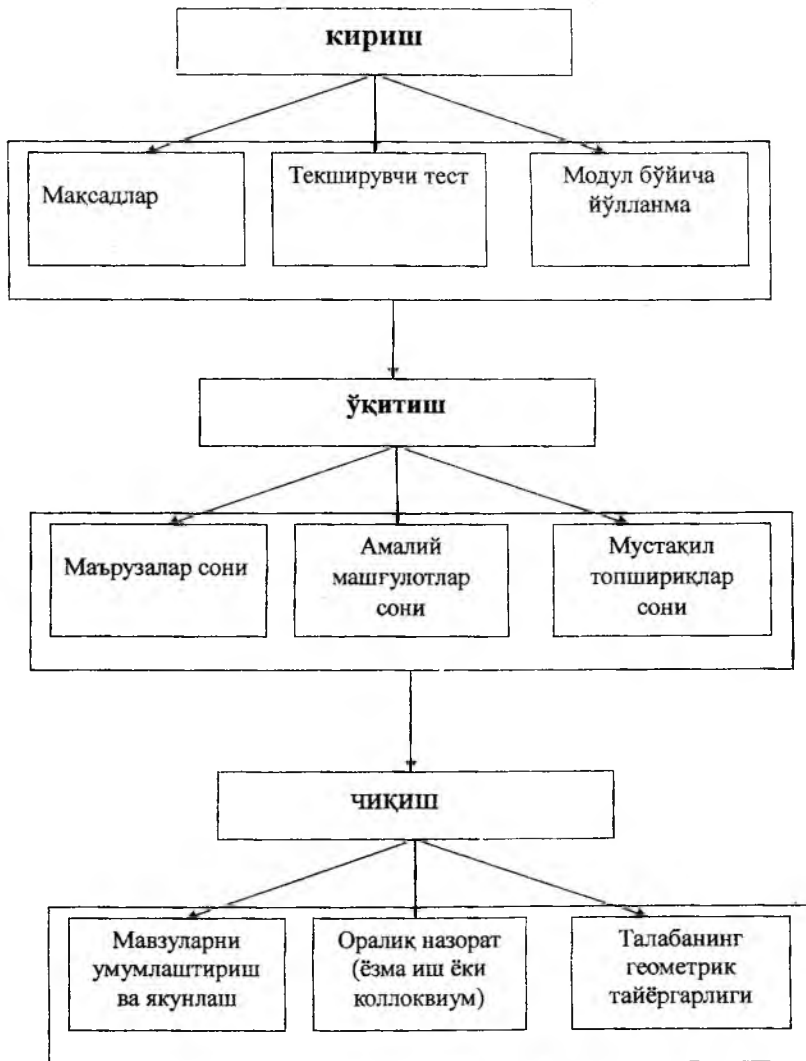 кириш
Мақсадлар
Текширувчи тест
Модул бўйича
йўлланма
ўқитиш
Маърузалар сони
Амалий
машғулотлар
сони
Мустақил
топшириқлар
сони
чиқиш
Мавзуларни
умумлаштириш
ва якунлаш
Оралиқ назорат
(ёзма иш ёки
коллоквиум)
Талабанинг
геометрик
тайёргарлиги